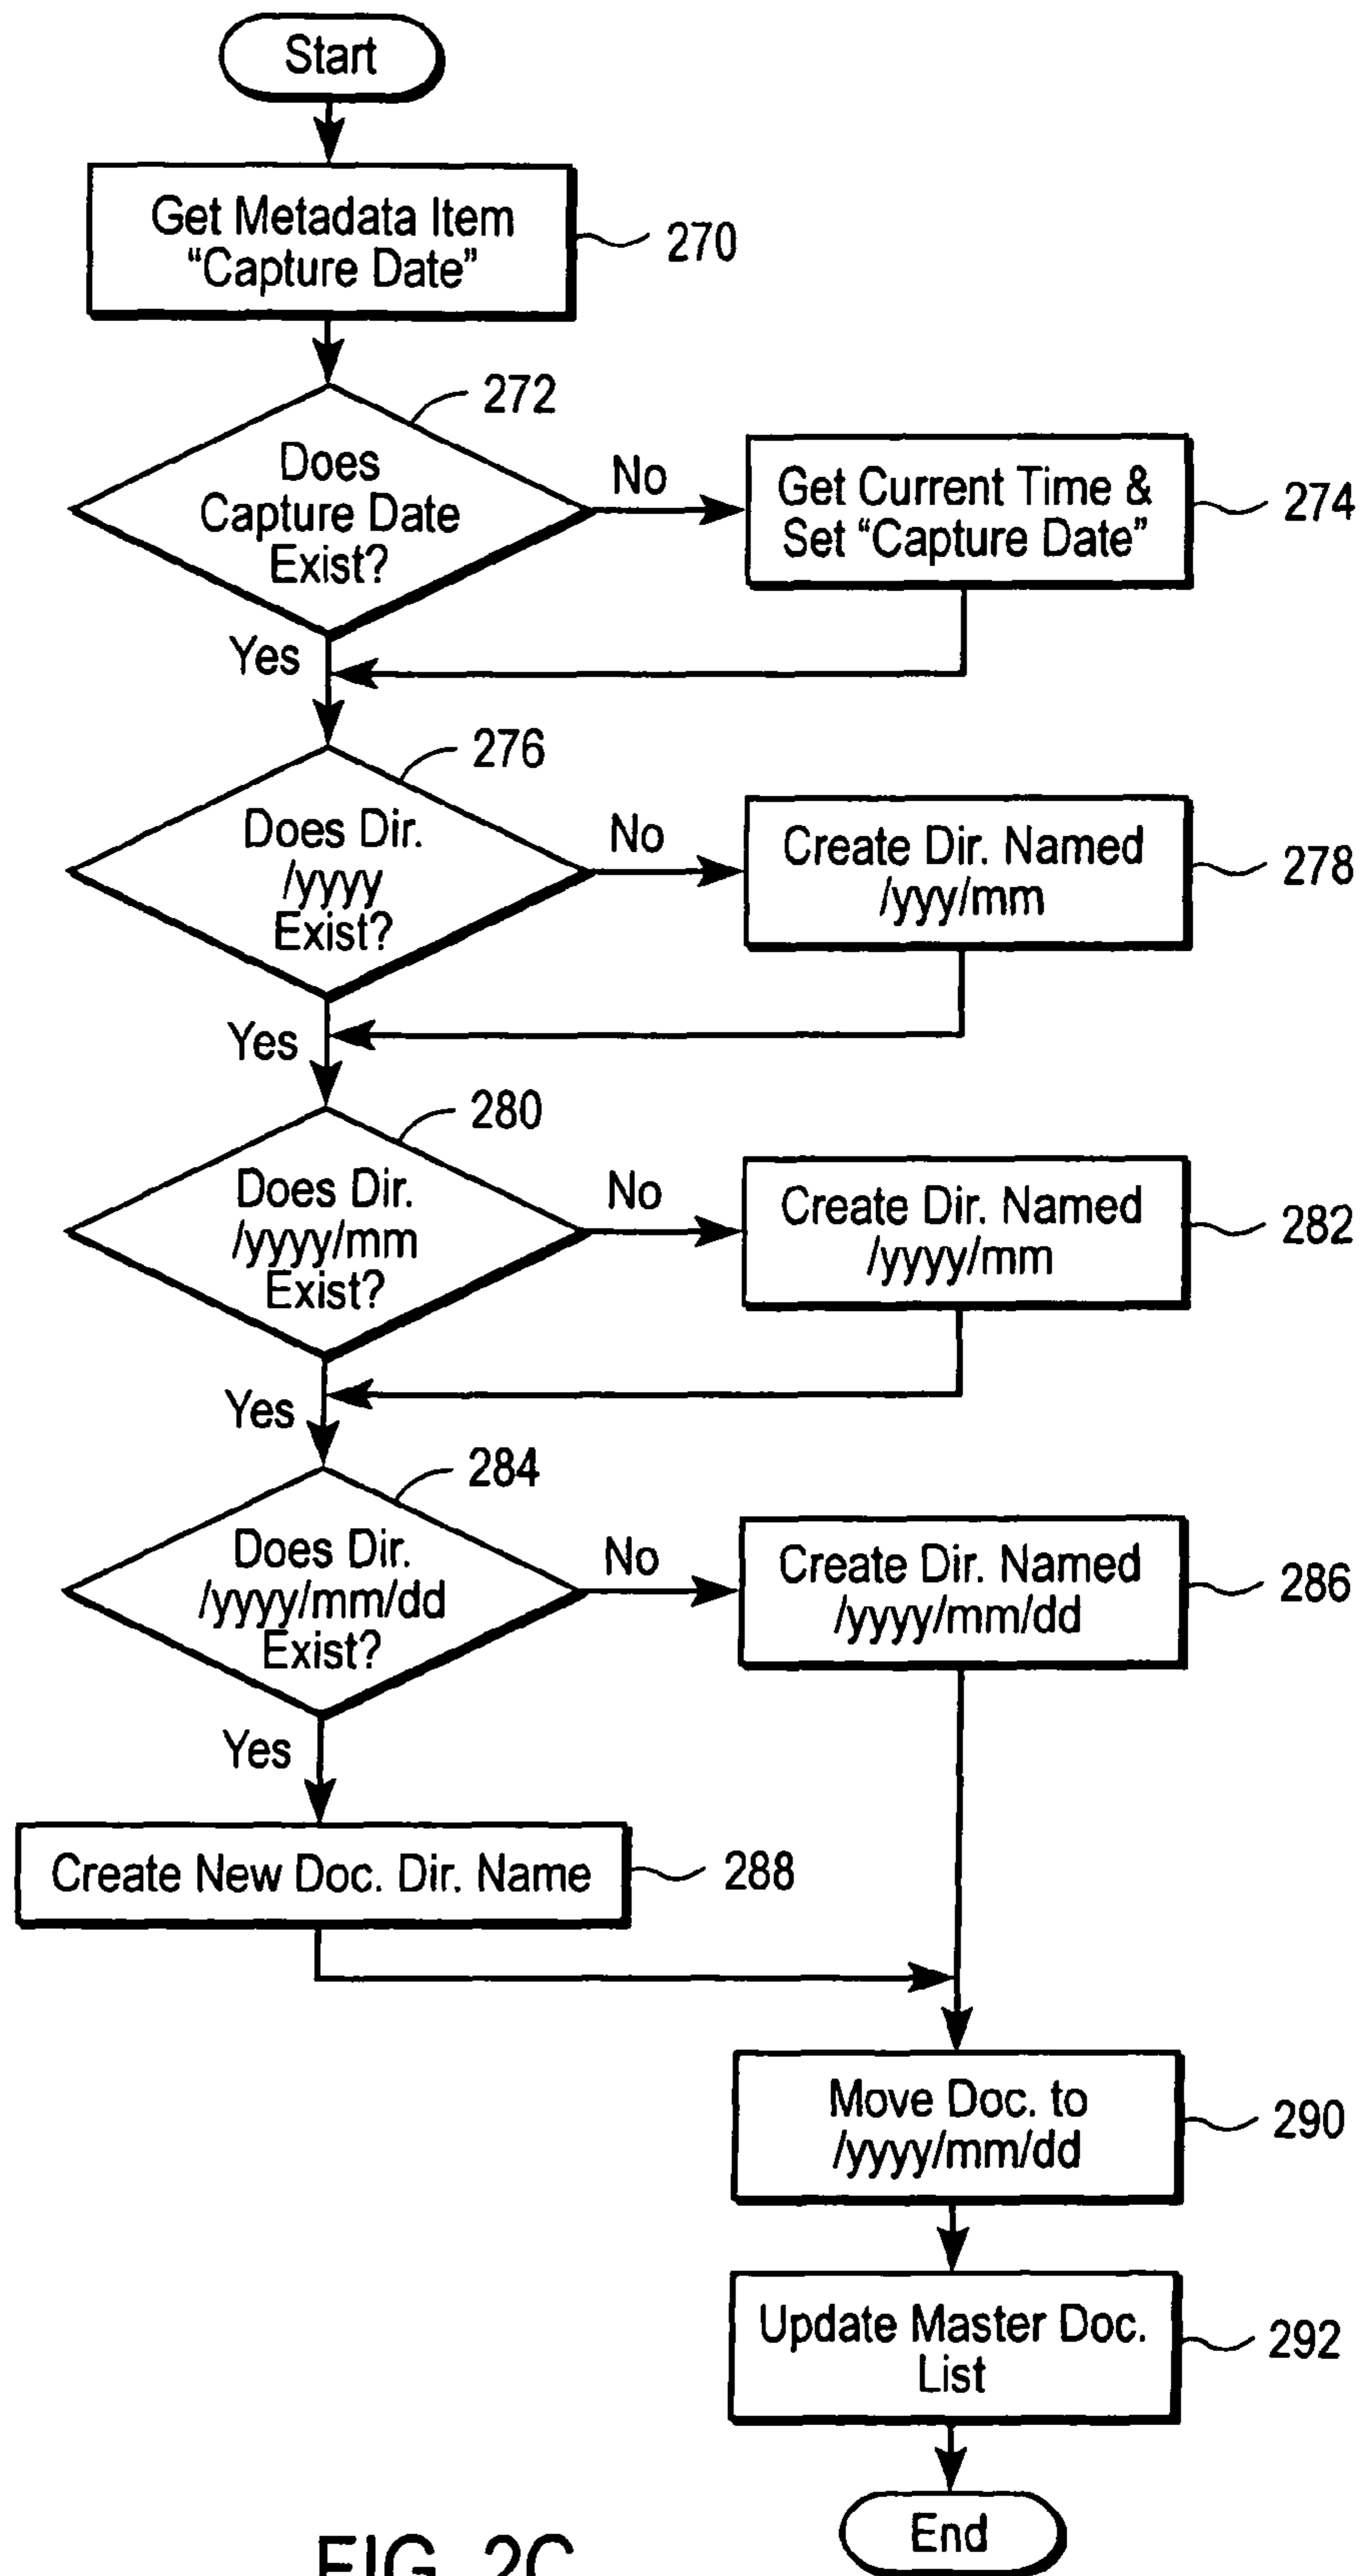 Start
Get Metadata Item
“Capture Date”
270
272
Does
Capture Date
Exist?
No
Get Current Time &
Set “Capture Date”
274
Yes
276
Does Dir.
/yyyy
Exist?
No
Create Dir. Named
/yyy/mm
278
Yes
280
Does Dir.
/yyyy/mm
Exist?
No
Create Dir. Named
/yyyy/mm
282
Yes
284
Does Dir.
/yyyy/mm/dd
Exist?
No
Create Dir. Named
/yyyy/mm/dd
286
Yes
Create New Doc. Dir. Name
288
Move Doc. to
/yyyy/mm/dd
290
Update Master Doc.
List
292
End
FIG. 2C